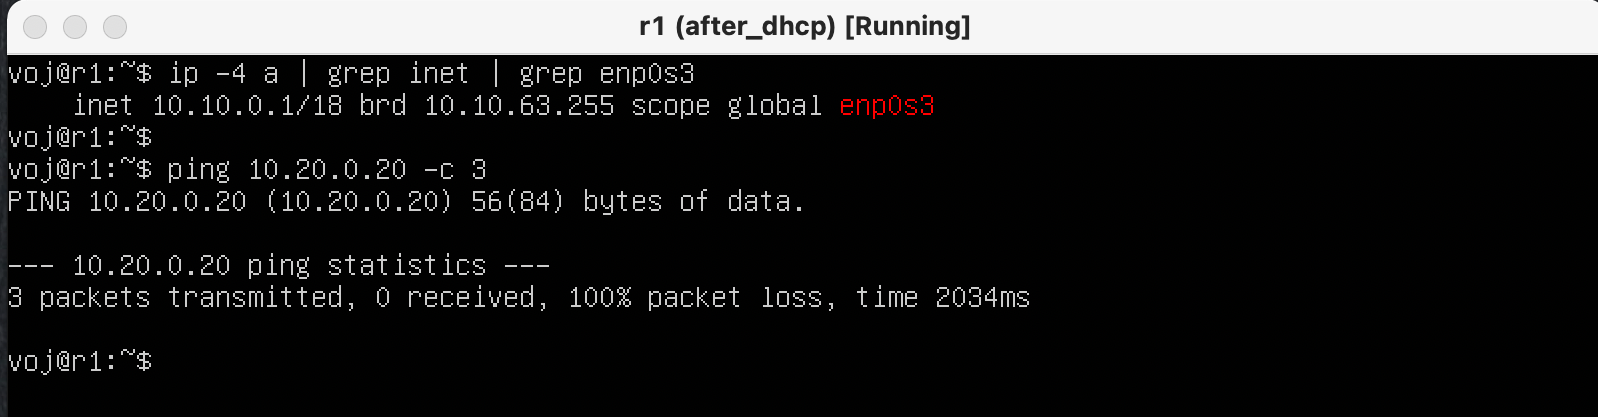 r1 (after_dhcp) [Running]
voj@r1:~$ ip -4 a | grep inet | grep enp0s3
    inet 10.10.0.1/18 brd 10.10.63.255 scope global enp0s3
voj@r1:~$
voj@r1:~$ ping 10.20.0.20 -c 3
PING 10.20.0.20 (10.20.0.20) 56(84) bytes of data.

--- 10.20.0.20 ping statistics ---
3 packets transmitted, 0 received, 100% packet loss, time 2034ms

voj@r1:~$